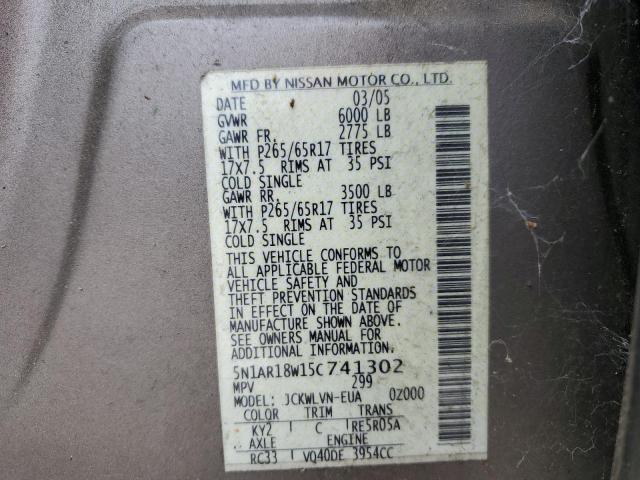 MFD BY NISSAN MOTOR CO., LTD.
DATE 03/05
GVWR 6000 LB
GAWR FR, 2775 LB
WITH P265/65R17 TIRES
17X7.5 RIMS AT 35 PSI
COLD SINGLE
GAWR RR, 3500 LB
WITH P265/65R17 TIRES
17X7.5 RIMS AT 35 PSI
COLD SINGLE
THIS VEHICLE CONFORMS TO
ALL APPLICABLE FEDERAL MOTOR
VEHICLE SAFETY AND
THEFT PREVENTION STANDARDS
IN EFFECT ON THE DATE OF
MANUFACTURE SHOWN ABOVE.
SEE OWNERS MANUAL FOR
ADDITIONAL INFORMATION.
5N1AR18W15C741302
MPV 299
MODEL: JCKWLVN-EUA 0Z000
COLOR TRIM TRANS
KY2 C RE5R05A
AXLE ENGINE
RC33 VQ40DE 3954CC